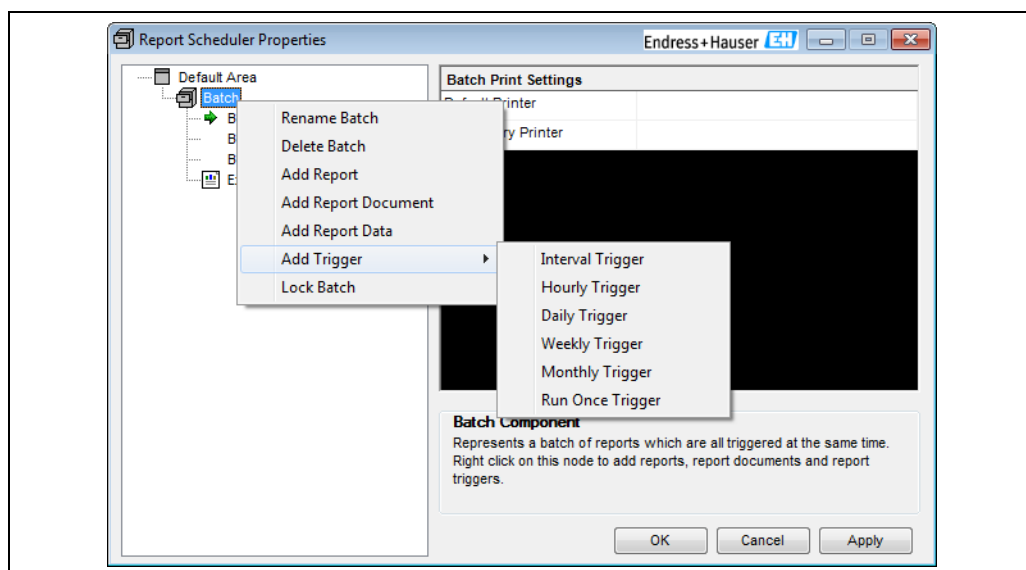 Report Scheduler Properties
Endress+Hauser EH
Default Area
Batch
B
B
B
E
Rename Batch
Delete Batch
Add Report
Add Report Document
Add Report Data
Add Trigger
Lock Batch
Interval Trigger
Hourly Trigger
Daily Trigger
Weekly Trigger
Monthly Trigger
Run Once Trigger
Batch Print Settings
Printer
Printer
Batch Component
Represents a batch of reports which are all triggered at the same time.
Right click on this node to add reports, report documents and report
triggers.
OK
Cancel
Apply